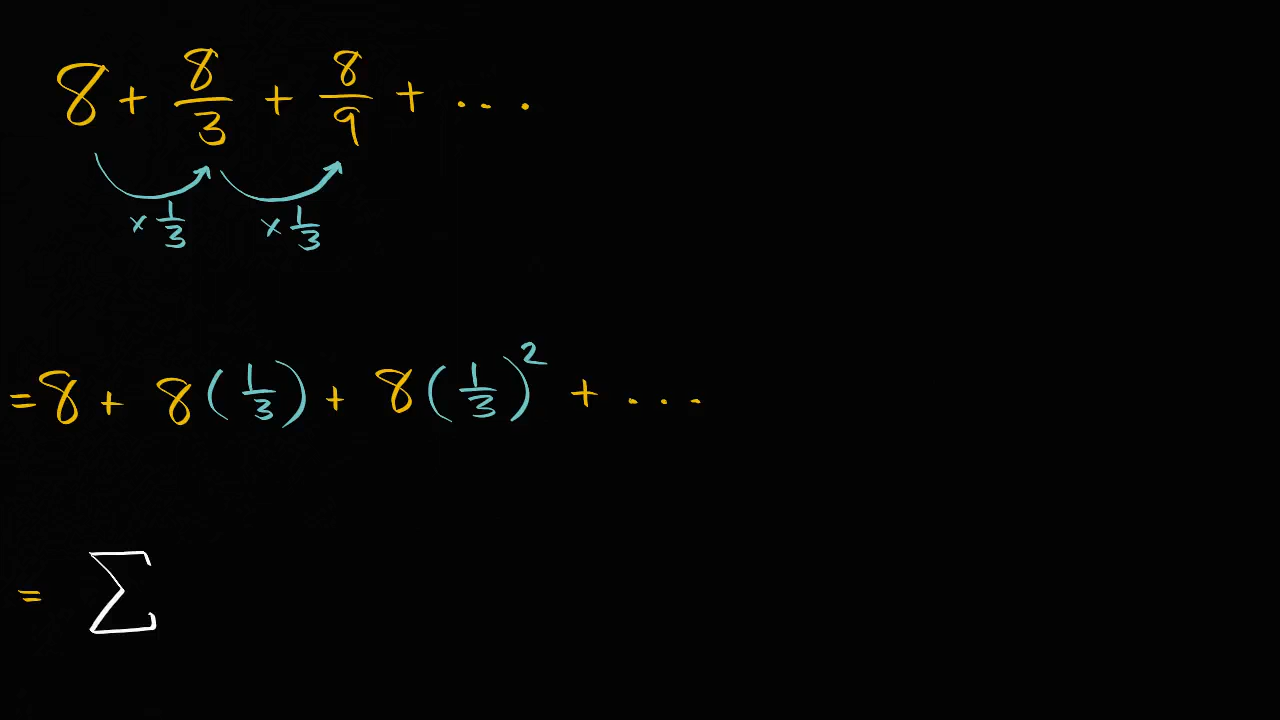 8 + 8/3 + 8/9 + ...
× 1/3 × 1/3
= 8 + 8(1/3) + 8(1/3)² + ...
= Σ